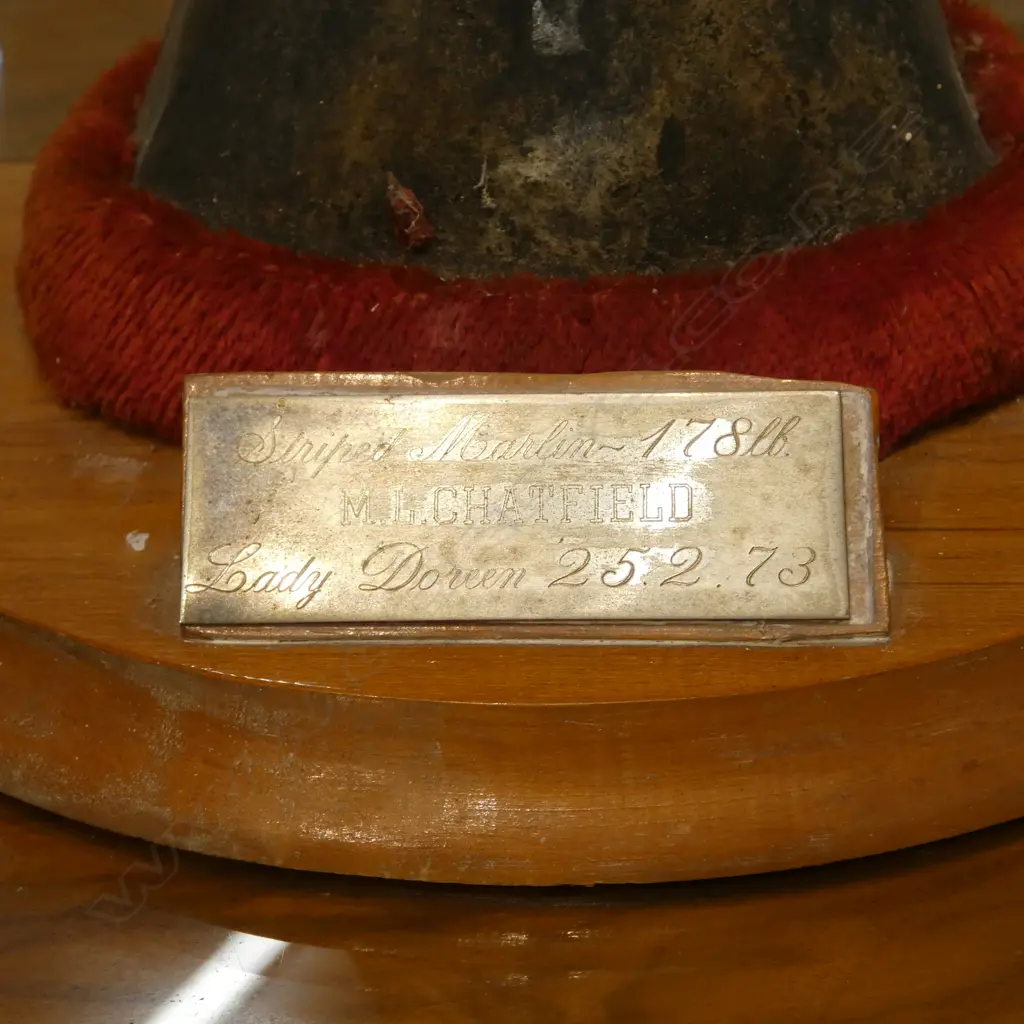 Striped Marlin~178lb.
M.L.CHATFIELD
Lady Doreen 25.2.73